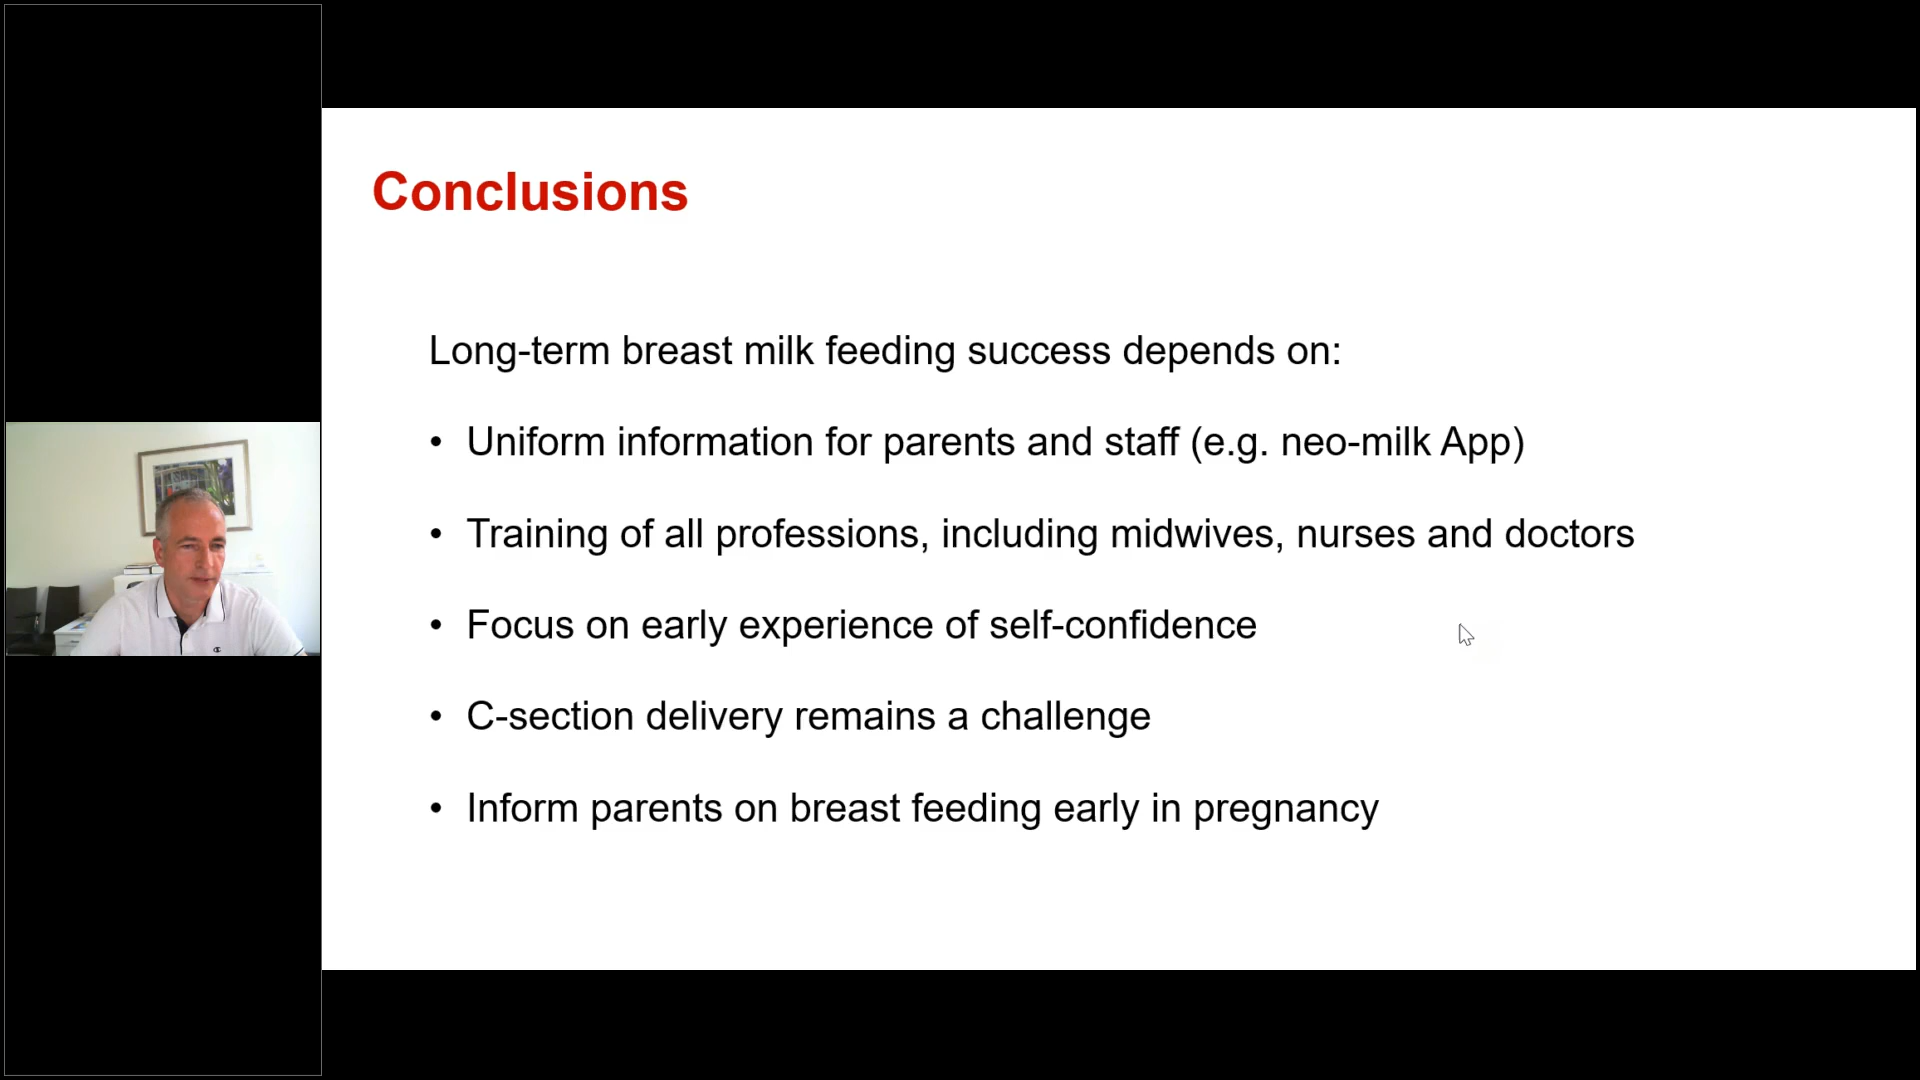 Conclusions
Long-term breast milk feeding success depends on:
• Uniform information for parents and staff (e.g. neo-milk App)
• Training of all professions, including midwives, nurses and doctors
• Focus on early experience of self-confidence
• C-section delivery remains a challenge
• Inform parents on breast feeding early in pregnancy